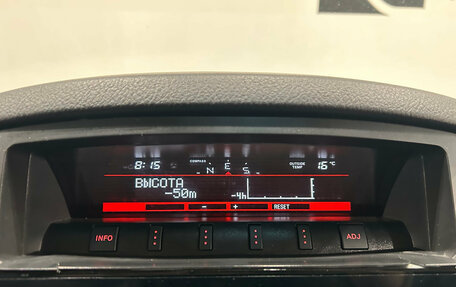 8:15 COMPASS N E S OUTSIDE TEMP 16°C
ВЫСОТА
-50m -4h
- + RESET
INFO ADJ